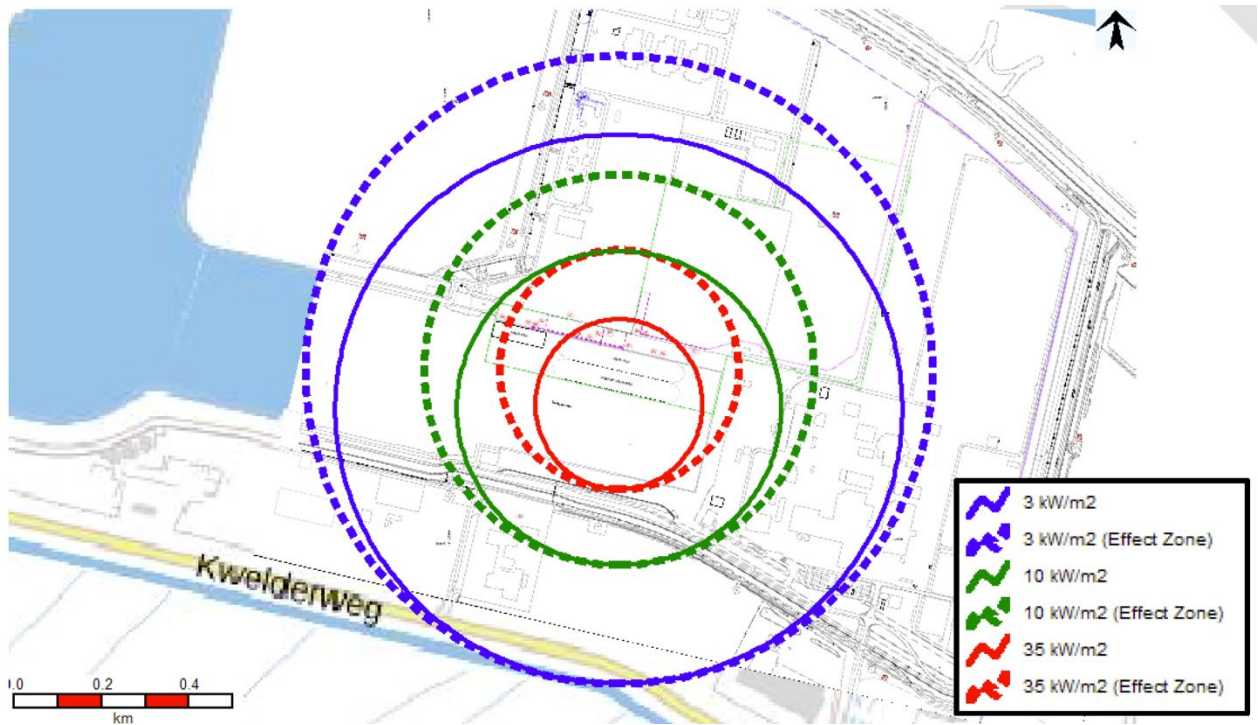 Kwelderweg
3 kW/m2
3 kW/m2 (Effect Zone)
10 kW/m2
10 kW/m2 (Effect Zone)
35 kW/m2
35 kW/m2 (Effect Zone)
0.2 0.4
km